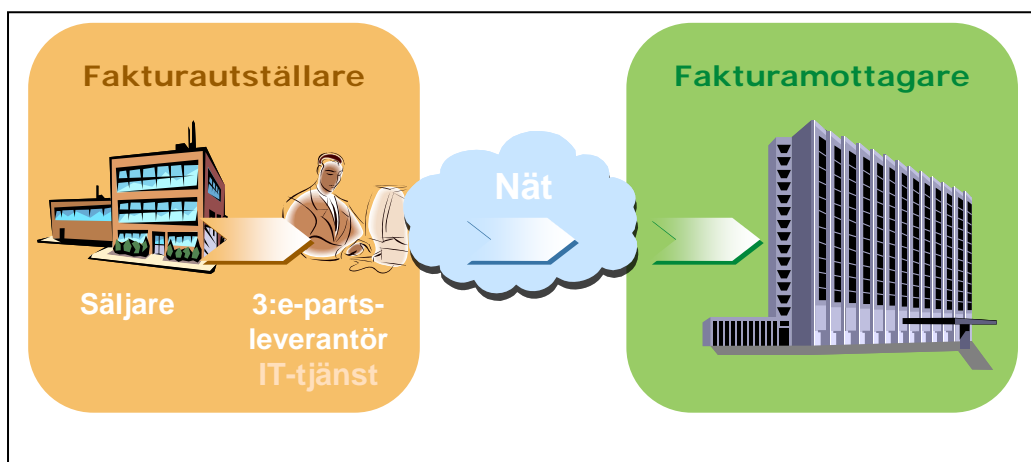 Fakturautställare
Fakturamottagare
Nät
Säljare
3:e-parts-
leverantör
IT-tjänst